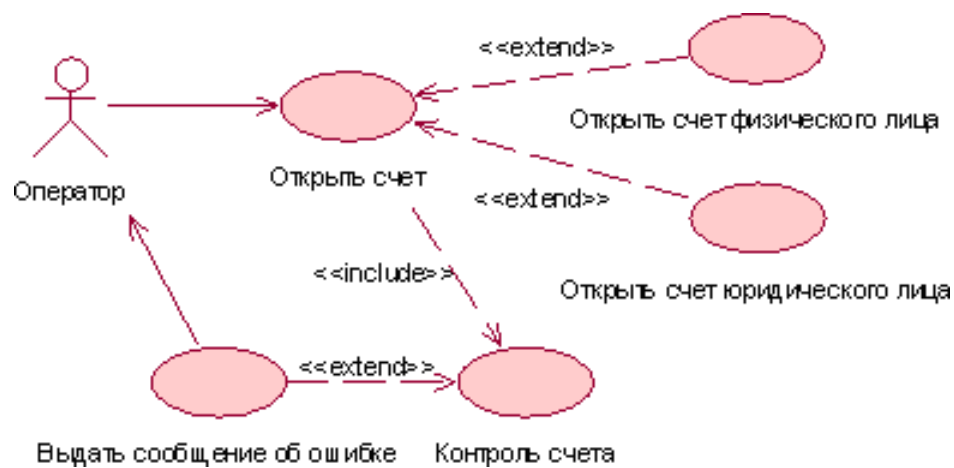 <<extend>>
Открыть счет физического лица
Оператор
Открыть счет
<<extend>>
Открыть счет юридического лица
<<include>>
<<extend>>
Выдать сообщение об ошибке
Контроль счета